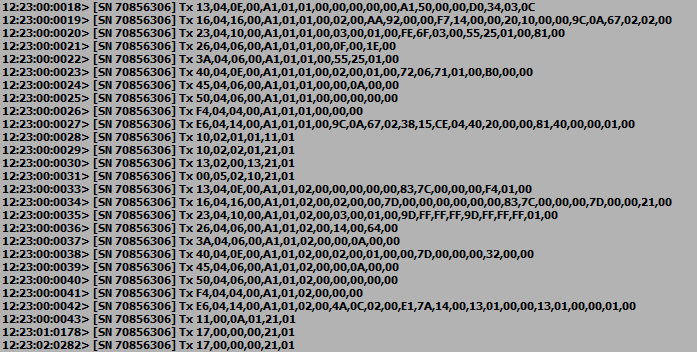 12:23:00:0018> [SN 70856306] Tx 13,04,0E,00,A1,01,01,00,00,00,00,00,A1,50,00,00,D0,34,03,0C
12:23:00:0019> [SN 70856306] Tx 16,04,16,00,A1,01,01,00,02,00,AA,92,00,00,F7,14,00,00,20,10,00,00,9C,0A,67,02,02,00
12:23:00:0020> [SN 70856306] Tx 23,04,10,00,A1,01,01,00,03,00,01,00,FE,6F,03,00,55,25,01,00,81,00
12:23:00:0021> [SN 70856306] Tx 26,04,06,00,A1,01,01,00,0F,00,1E,00
12:23:00:0022> [SN 70856306] Tx 3A,04,06,00,A1,01,01,00,55,25,01,00
12:23:00:0023> [SN 70856306] Tx 40,04,0E,00,A1,01,01,00,02,00,01,00,72,06,71,01,00,B0,00,00
12:23:00:0024> [SN 70856306] Tx 45,04,06,00,A1,01,01,00,00,0A,00,00
12:23:00:0025> [SN 70856306] Tx 50,04,06,00,A1,01,01,00,00,00,00,00
12:23:00:0026> [SN 70856306] Tx F4,04,04,00,A1,01,01,00,00,00
12:23:00:0027> [SN 70856306] Tx E6,04,14,00,A1,01,01,00,9C,0A,67,02,38,15,CE,04,40,20,00,00,81,40,00,00,01,00
12:23:00:0028> [SN 70856306] Tx 10,02,01,01,11,01
12:23:00:0029> [SN 70856306] Tx 10,02,02,01,21,01
12:23:00:0030> [SN 70856306] Tx 13,02,00,13,21,01
12:23:00:0031> [SN 70856306] Tx 00,05,02,10,21,01
12:23:00:0033> [SN 70856306] Tx 13,04,0E,00,A1,01,02,00,00,00,00,00,83,7C,00,00,00,F4,01,00
12:23:00:0034> [SN 70856306] Tx 16,04,16,00,A1,01,02,00,02,00,00,7D,00,00,00,00,00,00,83,7C,00,00,00,7D,00,00,21,00
12:23:00:0035> [SN 70856306] Tx 23,04,10,00,A1,01,02,00,03,00,01,00,9D,FF,FF,FF,9D,FF,FF,FF,01,00
12:23:00:0036> [SN 70856306] Tx 26,04,06,00,A1,01,02,00,14,00,64,00
12:23:00:0037> [SN 70856306] Tx 3A,04,06,00,A1,01,02,00,00,0A,00,00
12:23:00:0038> [SN 70856306] Tx 40,04,0E,00,A1,01,02,00,02,00,01,00,00,7D,00,00,00,32,00,00
12:23:00:0039> [SN 70856306] Tx 45,04,06,00,A1,01,02,00,00,0A,00,00
12:23:00:0040> [SN 70856306] Tx 50,04,06,00,A1,01,02,00,00,00,00,00
12:23:00:0041> [SN 70856306] Tx F4,04,04,00,A1,01,02,00,00,00
12:23:00:0042> [SN 70856306] Tx E6,04,14,00,A1,01,02,00,4A,0C,02,00,E1,7A,14,00,13,01,00,00,13,01,00,00,01,00
12:23:00:0043> [SN 70856306] Tx 11,00,0A,01,21,01
12:23:01:0178> [SN 70856306] Tx 17,00,00,00,21,01
12:23:02:0282> [SN 70856306] Tx 17,00,00,00,21,01